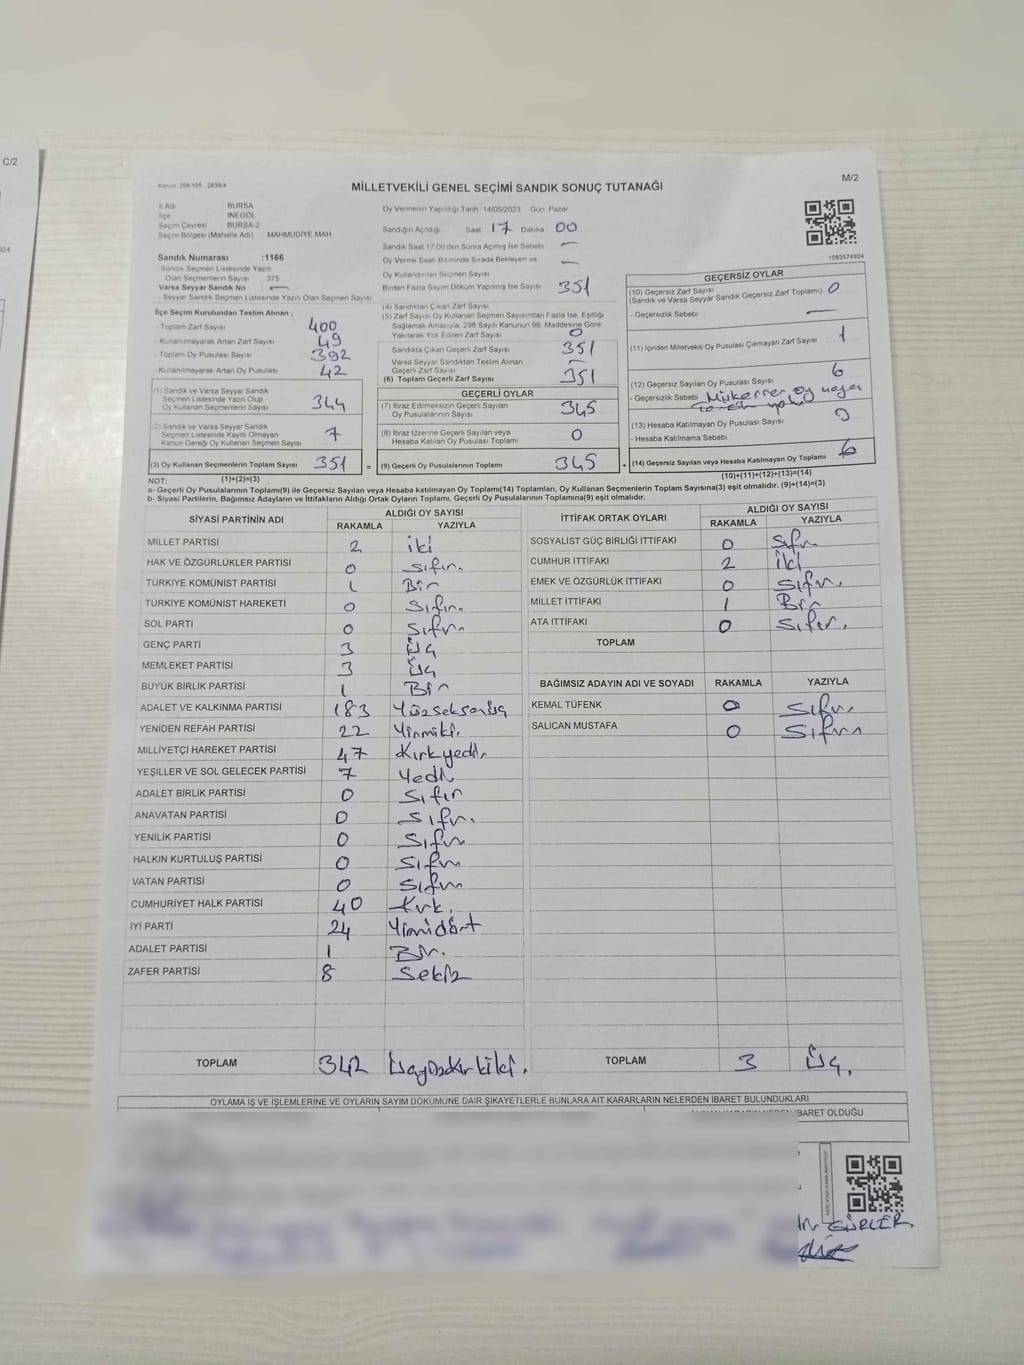 C/2
924
Kanun: 298/105 , 2839/4
MİLLETVEKİLİ GENEL SEÇİMİ SANDIK SONUÇ TUTANAĞI
M/2
İl Adı BURSA
İlçe İNEGÖL
Seçim Çevresi BURSA-2
Seçim Bölgesi (Mahalle Adı) MAHMUDİYE MAH
Oy Vermenin Yapıldığı Tarih 14/05/2023 Gün Pazar
Sandığın Açıldığı Saat 17 Dakika 00
Sandık Saat 17:00'den Sonra Açılmış İse Sebebi —
Oy Verme Saati Bitiminde Sırada Bekleyen ve
Oy Kullandırılan Seçmen Sayısı —
Birden Fazla Sayım Döküm Yapılmış İse Sayısı 351
1083574924
Sandık Numarası :1166
Sandık Seçmen Listesinde Yazılı
Olan Seçmenlerin Sayısı 375
Varsa Seyyar Sandık No : —
- Seyyar Sandık Seçmen Listesinde Yazılı Olan Seçmen Sayısı
İlçe Seçim Kurulundan Teslim Alınan ;
- Toplam Zarf Sayısı 400
- Kullanılmayarak Artan Zarf Sayısı 49
- Toplam Oy Pusulası Sayısı 392
- Kullanılmayarak Artan Oy Pusulası 42
(1) Sandık ve Varsa Seyyar Sandık
Seçmen Listesinde Yazılı Olup
Oy Kullanan Seçmenlerin Sayısı 344
(2) Sandık ve Varsa Seyyar Sandık
Seçmen Listesinde Kayıtlı Olmayan
Kanun Gereği Oy Kullanan Seçmen Sayısı 7
(3) Oy Kullanan Seçmenlerin Toplam Sayısı 351 =
(4) Sandıktan Çıkan Zarf Sayısı
(5) Zarf Sayısı Oy Kullanan Seçmen Sayısından Fazla İse, Eşitliği
Sağlamak Amacıyla; 298 Sayılı Kanunun 98. Maddesine Göre
Yakılarak Yok Edilen Zarf Sayısı 0
Sandıkta Çıkan Geçerli Zarf Sayısı 351
Varsa Seyyar Sandıktan Teslim Alınan
Geçerli Zarf Sayısı —
(6) Toplam Geçerli Zarf Sayısı 351
GEÇERLİ OYLAR
(7) İtiraz Edilmeksizin Geçerli Sayılan
Oy Pusulalarının Sayısı 345
(8) İtiraz Üzerine Geçerli Sayılan veya
Hesaba Katılan Oy Pusulası Toplamı 0
(9) Geçerli Oy Pusulalarının Toplamı 345 +
GEÇERSİZ OYLAR
(10) Geçersiz Zarf Sayısı
(Sandık ve Varsa Seyyar Sandık Geçersiz Zarf Toplamı) 0
- Geçersizlik Sebebi —
(11) İçinden Milletvekili Oy Pusulası Çıkmayan Zarf Sayısı 1
(12) Geçersiz Sayılan Oy Pusulası Sayısı 6
- Geçersizlik Sebebi Mükerrer oy veya
(13) Hesaba Katılmayan Oy Pusulası Sayısı
- Hesaba Katılmama Sebebi
(14) Geçersiz Sayılan veya Hesaba Katılmayan Oy Toplamı 6
NOT: (1)+(2)=(3) (10)+(11)+(12)+(13)=(14)
a- Geçerli Oy Pusulalarının Toplamı(9) ile Geçersiz Sayılan veya Hesaba katılmayan Oy Toplamı(14) Toplamları, Oy Kullanan Seçmenlerin Toplam Sayısına(3) eşit olmalıdır. (9)+(14)=(3)
b- Siyasi Partilerin, Bağımsız Adayların ve İttifakların Aldığı Ortak Oyların Toplamı, Geçerli Oy Pusulalarının Toplamına(9) eşit olmalıdır.
SİYASİ PARTİNİN ADI ALDIĞI OY SAYISI
RAKAMLA YAZIYLA
MİLLET PARTİSİ 2 iki
HAK VE ÖZGÜRLÜKLER PARTİSİ 0 Sıfır.
TÜRKİYE KOMÜNİST PARTİSİ 1 Bir
TÜRKİYE KOMÜNİST HAREKETİ 0 Sıfır.
SOL PARTİ 0 Sıfır.
GENÇ PARTİ 3 Üç
MEMLEKET PARTİSİ 3 Üç
BÜYÜK BİRLİK PARTİSİ 1 Bir
ADALET VE KALKINMA PARTİSİ 183 Yüzseksenüç
YENİDEN REFAH PARTİSİ 22 Yirmiki.
MİLLİYETÇİ HAREKET PARTİSİ 47 Kırkyedi.
YEŞİLLER VE SOL GELECEK PARTİSİ 7 Yedi
ADALET BİRLİK PARTİSİ 0 Sıfır
ANAVATAN PARTİSİ 0 Sıfır.
YENİLİK PARTİSİ 0 Sıfır
HALKIN KURTULUŞ PARTİSİ 0 Sıfır
VATAN PARTİSİ 0 Sıfır
CUMHURİYET HALK PARTİSİ 40 Kırk.
İYİ PARTİ 24 Yirmidört
ADALET PARTİSİ 1 Bir.
ZAFER PARTİSİ 8 Sekiz
TOPLAM 342 Üçyüzkırkiki.
İTTİFAK ORTAK OYLARI ALDIĞI OY SAYISI
RAKAMLA YAZIYLA
SOSYALİST GÜÇ BİRLİĞİ İTTİFAKI 0 Sıfır
CUMHUR İTTİFAKI 2 iki
EMEK VE ÖZGÜRLÜK İTTİFAKI 0 Sıfır.
MİLLET İTTİFAKI 1 Bir
ATA İTTİFAKI 0 Sıfır.
TOPLAM
BAĞIMSIZ ADAYIN ADI VE SOYADI RAKAMLA YAZIYLA
KEMAL TÜFENK 0 Sıfır.
SALİCAN MUSTAFA 0 Sıfır
TOPLAM 3 Üç.
OYLAMA İŞ VE İŞLEMLERİNE VE OYLARIN SAYIM DÖKÜMÜNE DAİR ŞİKAYETLERLE BUNLARA AİT KARARLARIN NELERDEN İBARET BULUNDUKLARI
İBARET OLDUĞU
GÜRLER